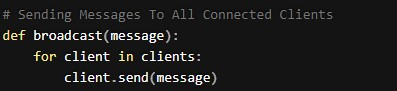 # Sending Messages To All Connected Clients
def broadcast(message):
    for client in clients:
        client.send(message)